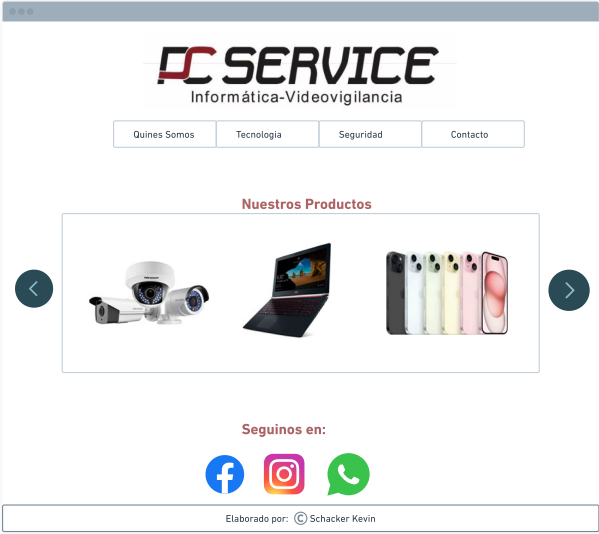 PC SERVICE
Informática-Videovigilancia
Quines Somos
Tecnologia
Seguridad
Contacto
Nuestros Productos
Seguinos en:
Elaborado por: © Schacker Kevin